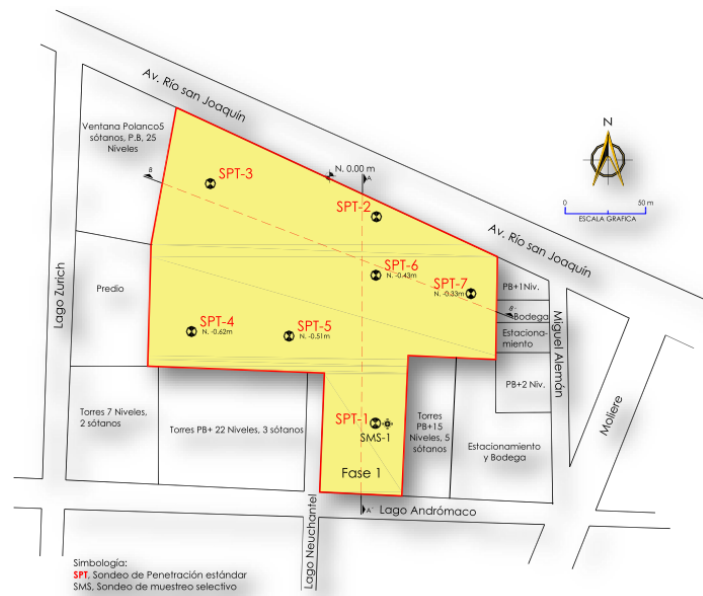 Av. Río san Joaquín
Ventana Polanco5
sótanos, P.B, 25
Niveles
B
SPT-3
N. 0.00 m
A
SPT-2
N
0
50 m
ESCALA GRAFICA
Av. Río san Joaquín
SPT-6
N. -0.43m
SPT-7
N. -0.33m
PB+1Niv.
B'
Bodega
Estaciona-
miento
Miguel Alemán
Lago Zurich
Predio
SPT-4
N. -0.62m
SPT-5
N. -0.51m
PB+2 Niv.
Moliere
Torres 7 Niveles,
2 sótanos
Torres PB+ 22 Niveles, 3 sótanos
SPT-1
SMS-1
Torres
PB+15
Niveles, 5
sótanos
Estacionamiento
y Bodega
Fase 1
A'
Lago Andrómaco
Lago Neuchantel
Simbología:
SPT, Sondeo de Penetración estándar
SMS, Sondeo de muestreo selectivo